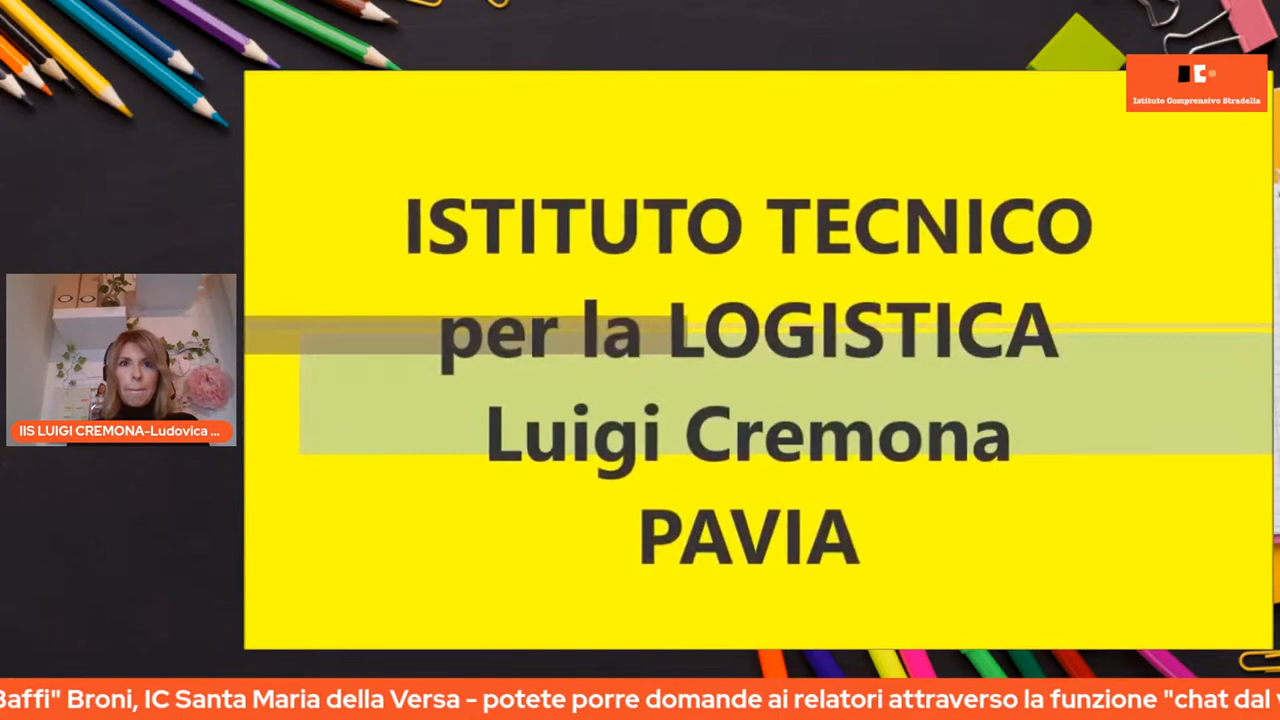 Istituto Comprensivo Stradella
ISTITUTO TECNICO
per la LOGISTICA
Luigi Cremona
PAVIA
IIS LUIGI CREMONA-Ludovica ...
Baffi" Broni, IC Santa Maria della Versa - potete porre domande ai relatori attraverso la funzione "chat dal